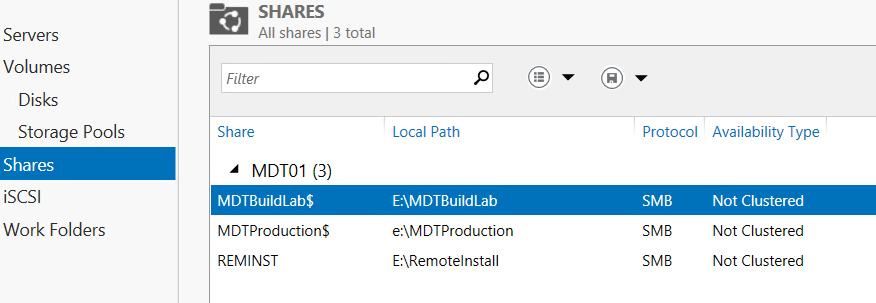 SHARES
All shares | 3 total
Servers
Volumes
Disks
Storage Pools
Shares
iSCSI
Work Folders
Filter
Share Local Path Protocol Availability Type
MDT01 (3)
MDTBuildLab$ E:\MDTBuildLab SMB Not Clustered
MDTProduction$ e:\MDTProduction SMB Not Clustered
REMINST E:\RemoteInstall SMB Not Clustered